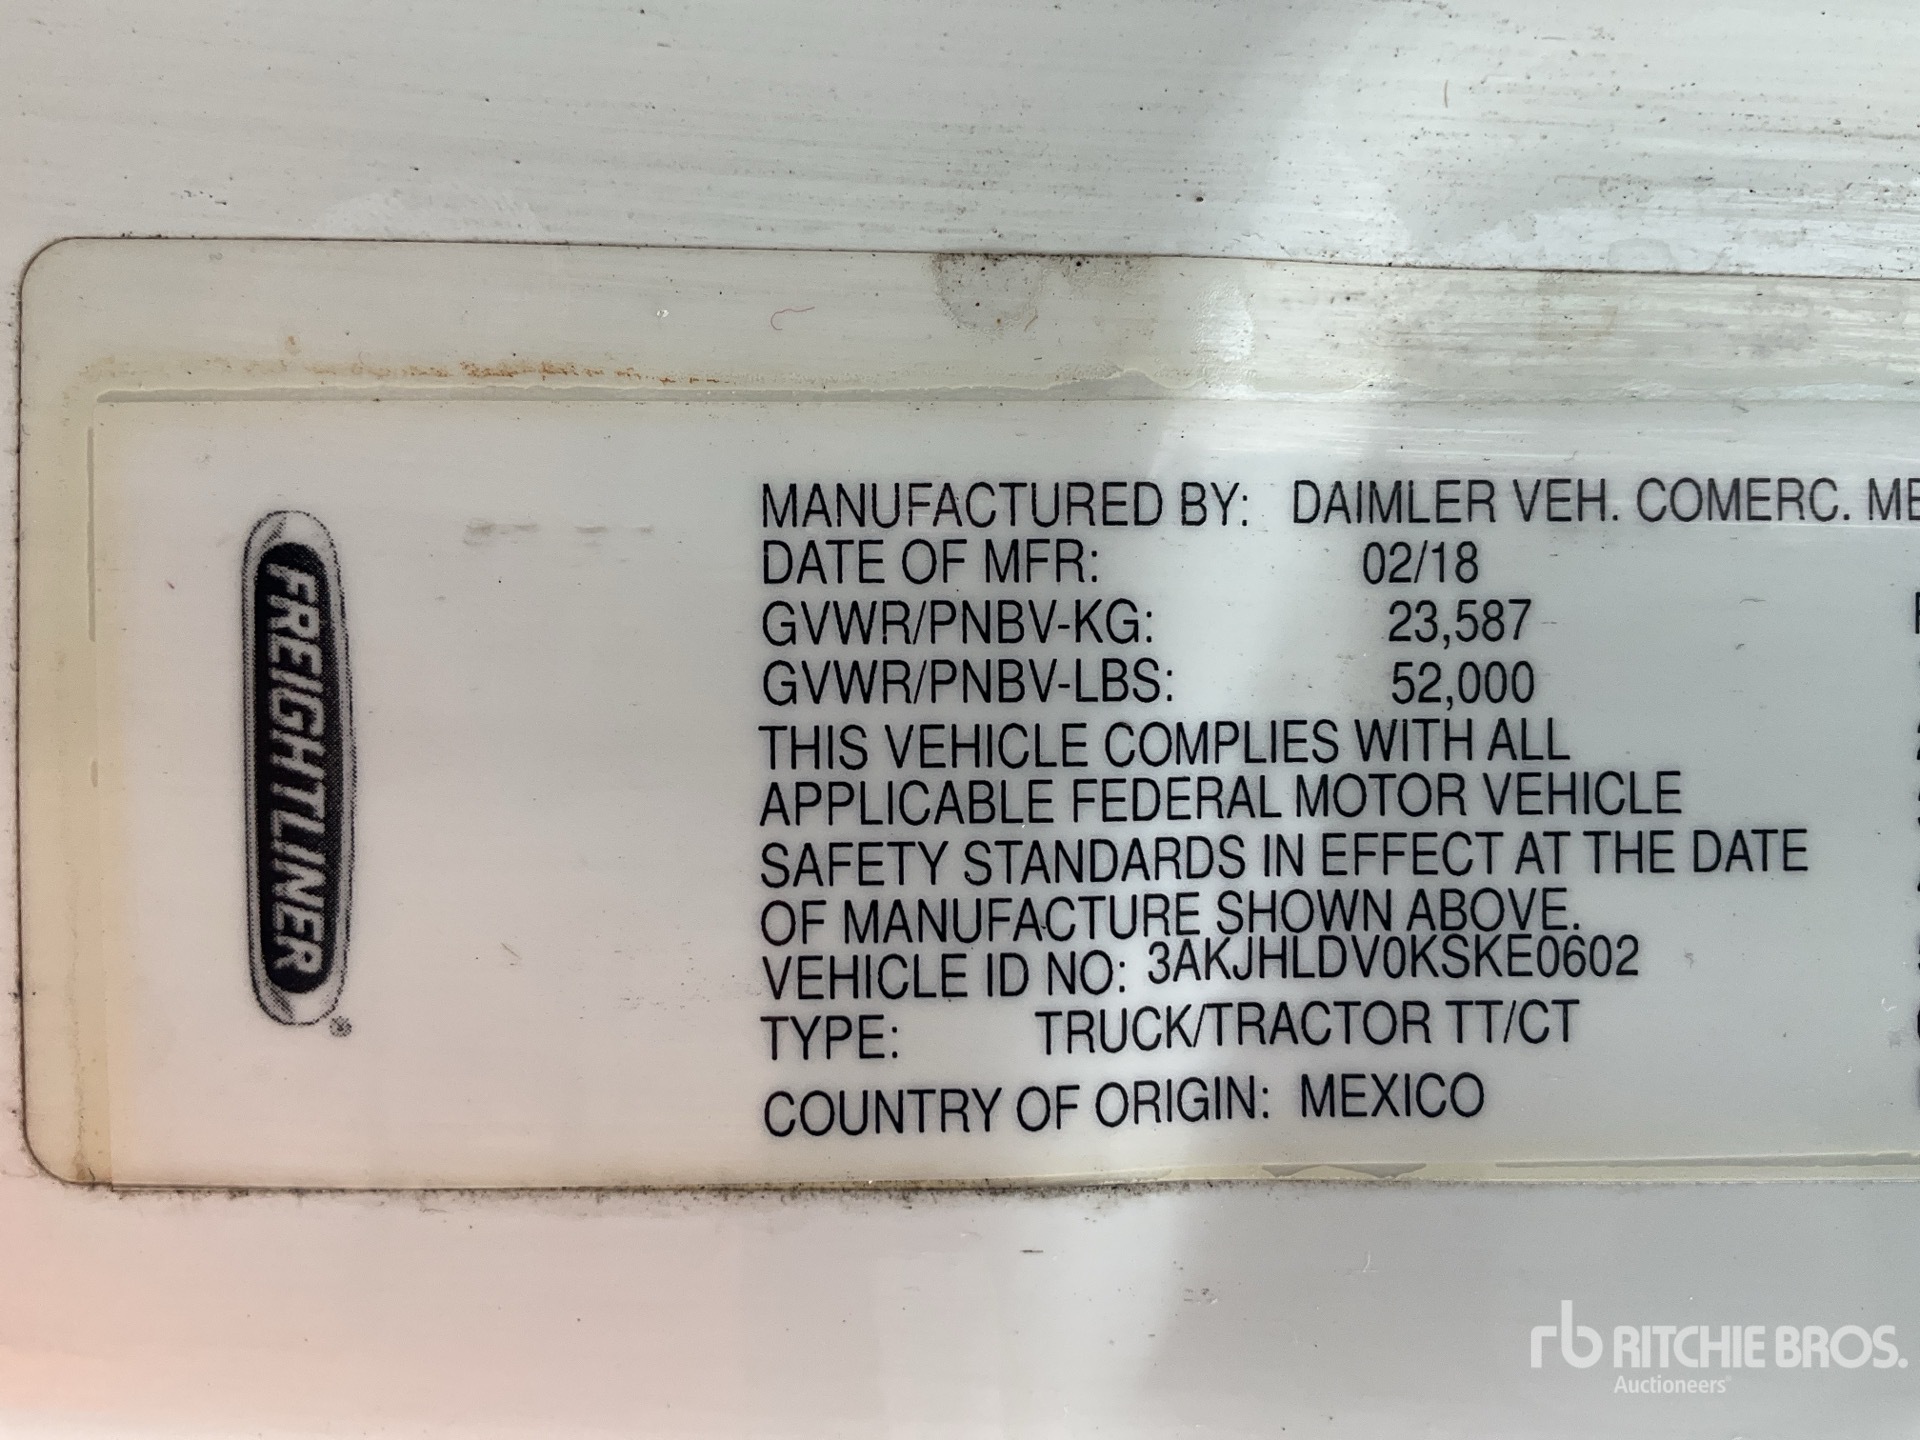 FREIGHTLINER
MANUFACTURED BY: DAIMLER VEH. COMERC. ME
DATE OF MFR: 02/18
GVWR/PNBV-KG: 23,587
GVWR/PNBV-LBS: 52,000
THIS VEHICLE COMPLIES WITH ALL
APPLICABLE FEDERAL MOTOR VEHICLE
SAFETY STANDARDS IN EFFECT AT THE DATE
OF MANUFACTURE SHOWN ABOVE.
VEHICLE ID NO: 3AKJHLDV0KSKE0602
TYPE: TRUCK/TRACTOR TT/CT
COUNTRY OF ORIGIN: MEXICO
rb RITCHIE BROS.
Auctioneers